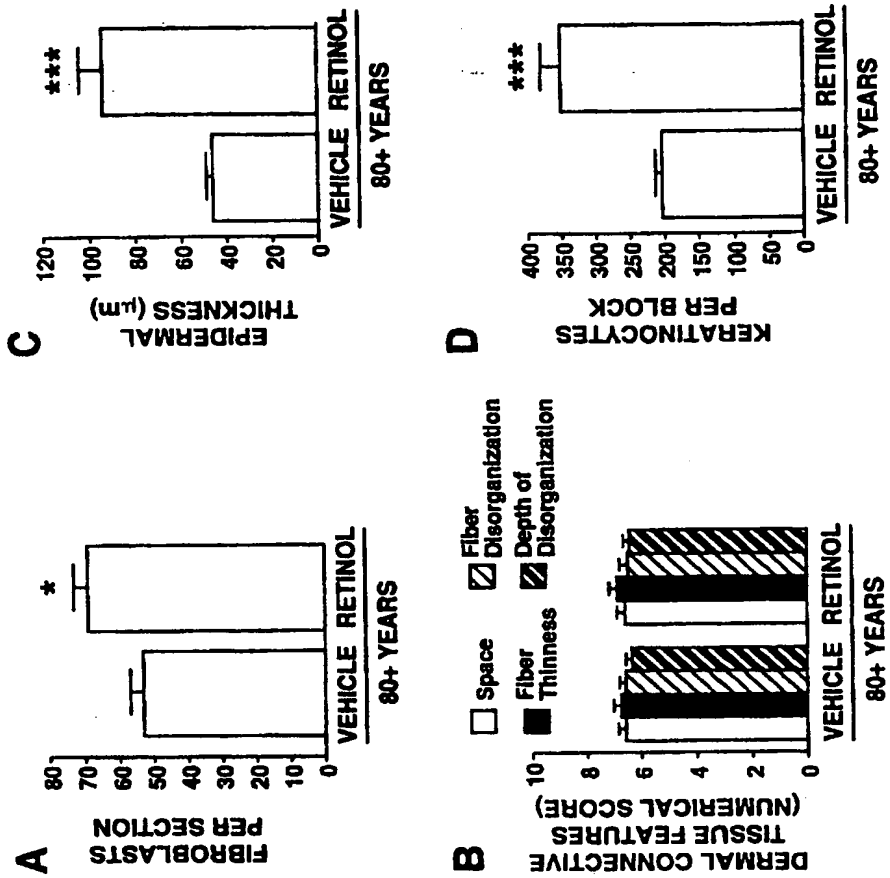 A
FIBROBLASTS
PER SECTION
80
70
60
50
40
30
20
10
0
*
VEHICLE RETINOL
80+ YEARS
B
DERMAL CONNECTIVE
TISSUE FEATURES
(NUMERICAL SCORE)
10
8
6
4
2
0
Space
Fiber
Thinness
Fiber
Disorganization
Depth of
Disorganization
VEHICLE RETINOL
80+ YEARS
C
EPIDERMAL
THICKNESS (μm)
120
100
80
60
40
20
0
***
VEHICLE RETINOL
80+ YEARS
D
KERATINOCYTES
PER BLOCK
400
350
300
250
200
150
100
50
0
***
VEHICLE RETINOL
80+ YEARS